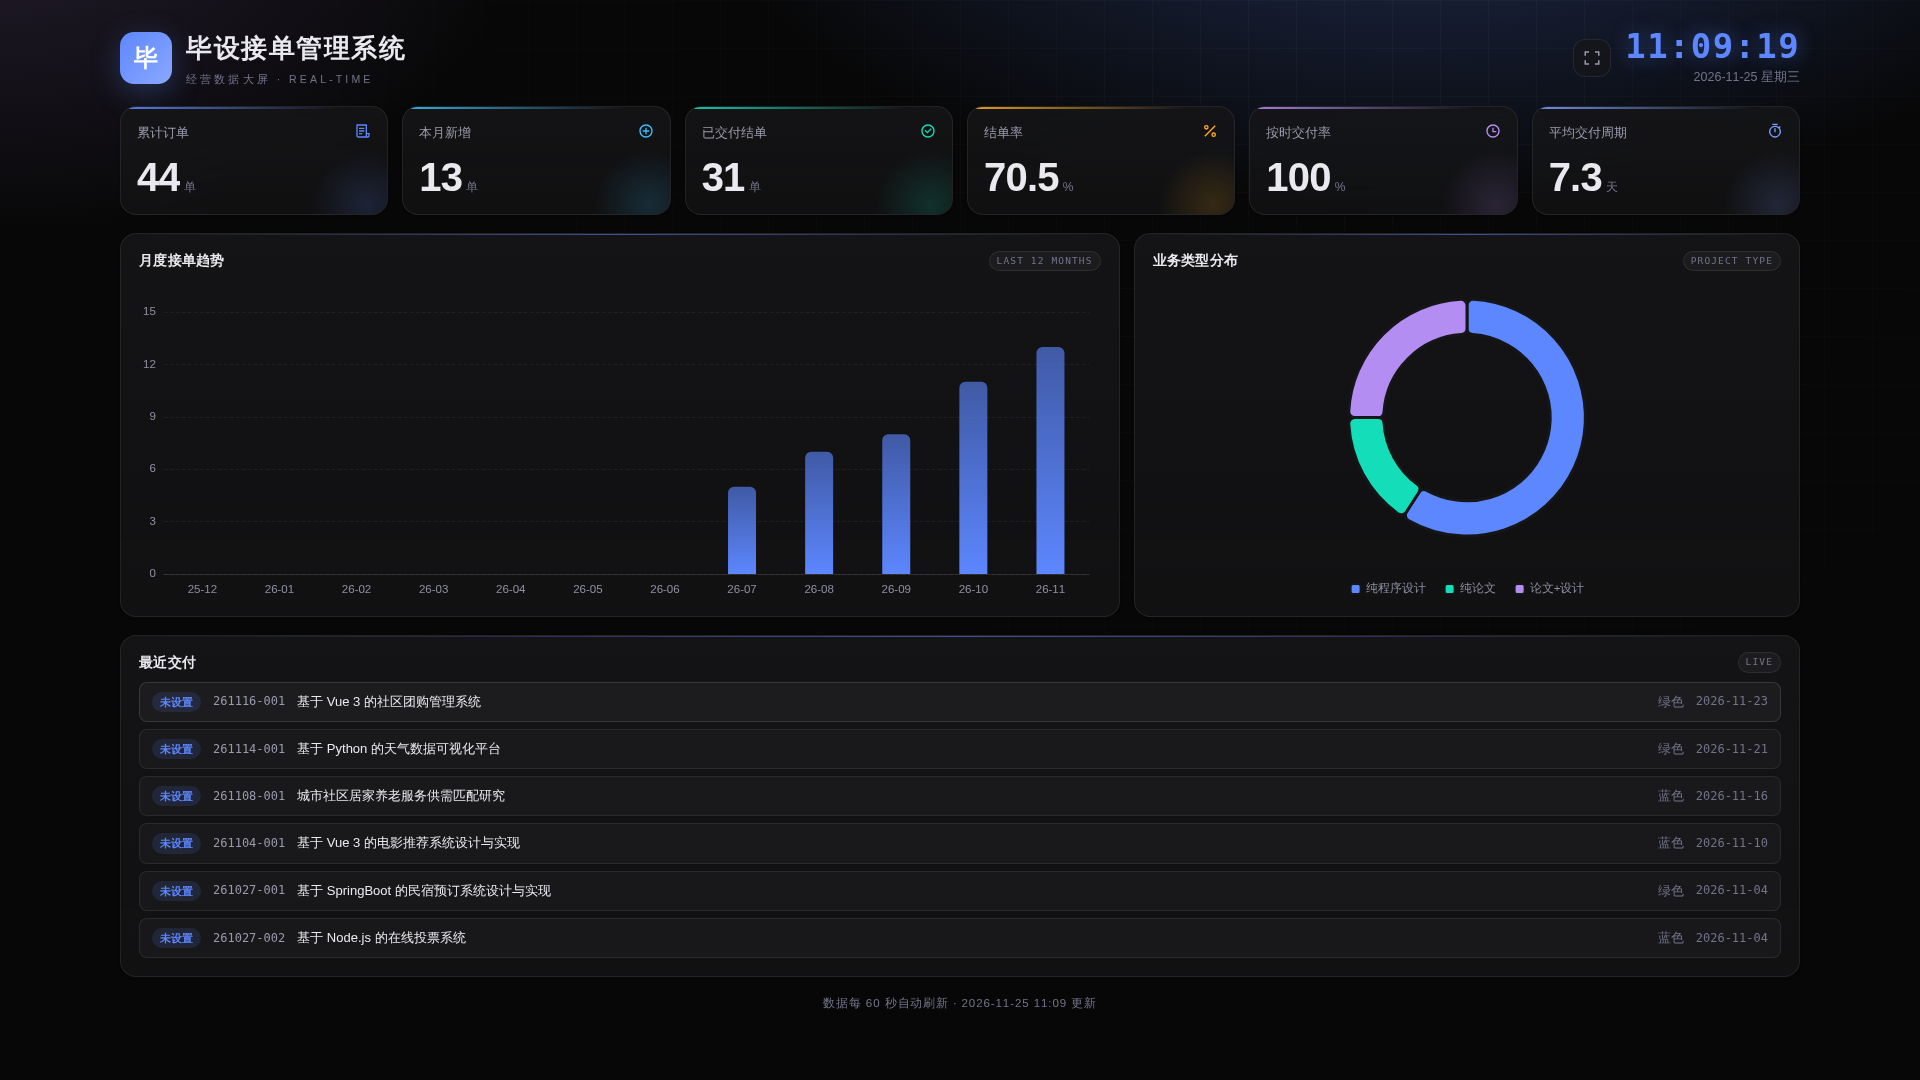 毕
毕设接单管理系统
经营数据大屏 · REAL-TIME
11:09:19
2026-11-25 星期三
累计订单
44 单
本月新增
13 单
已交付结单
31 单
结单率
70.5 %
按时交付率
100 %
平均交付周期
7.3 天
月度接单趋势
LAST 12 MONTHS
15
12
9
6
3
0
25-12 26-01 26-02 26-03 26-04 26-05 26-06 26-07 26-08 26-09 26-10 26-11
业务类型分布
PROJECT TYPE
纯程序设计 纯论文 论文+设计
最近交付
LIVE
未设置 261116-001 基于 Vue 3 的社区团购管理系统 绿色 2026-11-23
未设置 261114-001 基于 Python 的天气数据可视化平台 绿色 2026-11-21
未设置 261108-001 城市社区居家养老服务供需匹配研究 蓝色 2026-11-16
未设置 261104-001 基于 Vue 3 的电影推荐系统设计与实现 蓝色 2026-11-10
未设置 261027-001 基于 SpringBoot 的民宿预订系统设计与实现 绿色 2026-11-04
未设置 261027-002 基于 Node.js 的在线投票系统 蓝色 2026-11-04
数据每 60 秒自动刷新 · 2026-11-25 11:09 更新